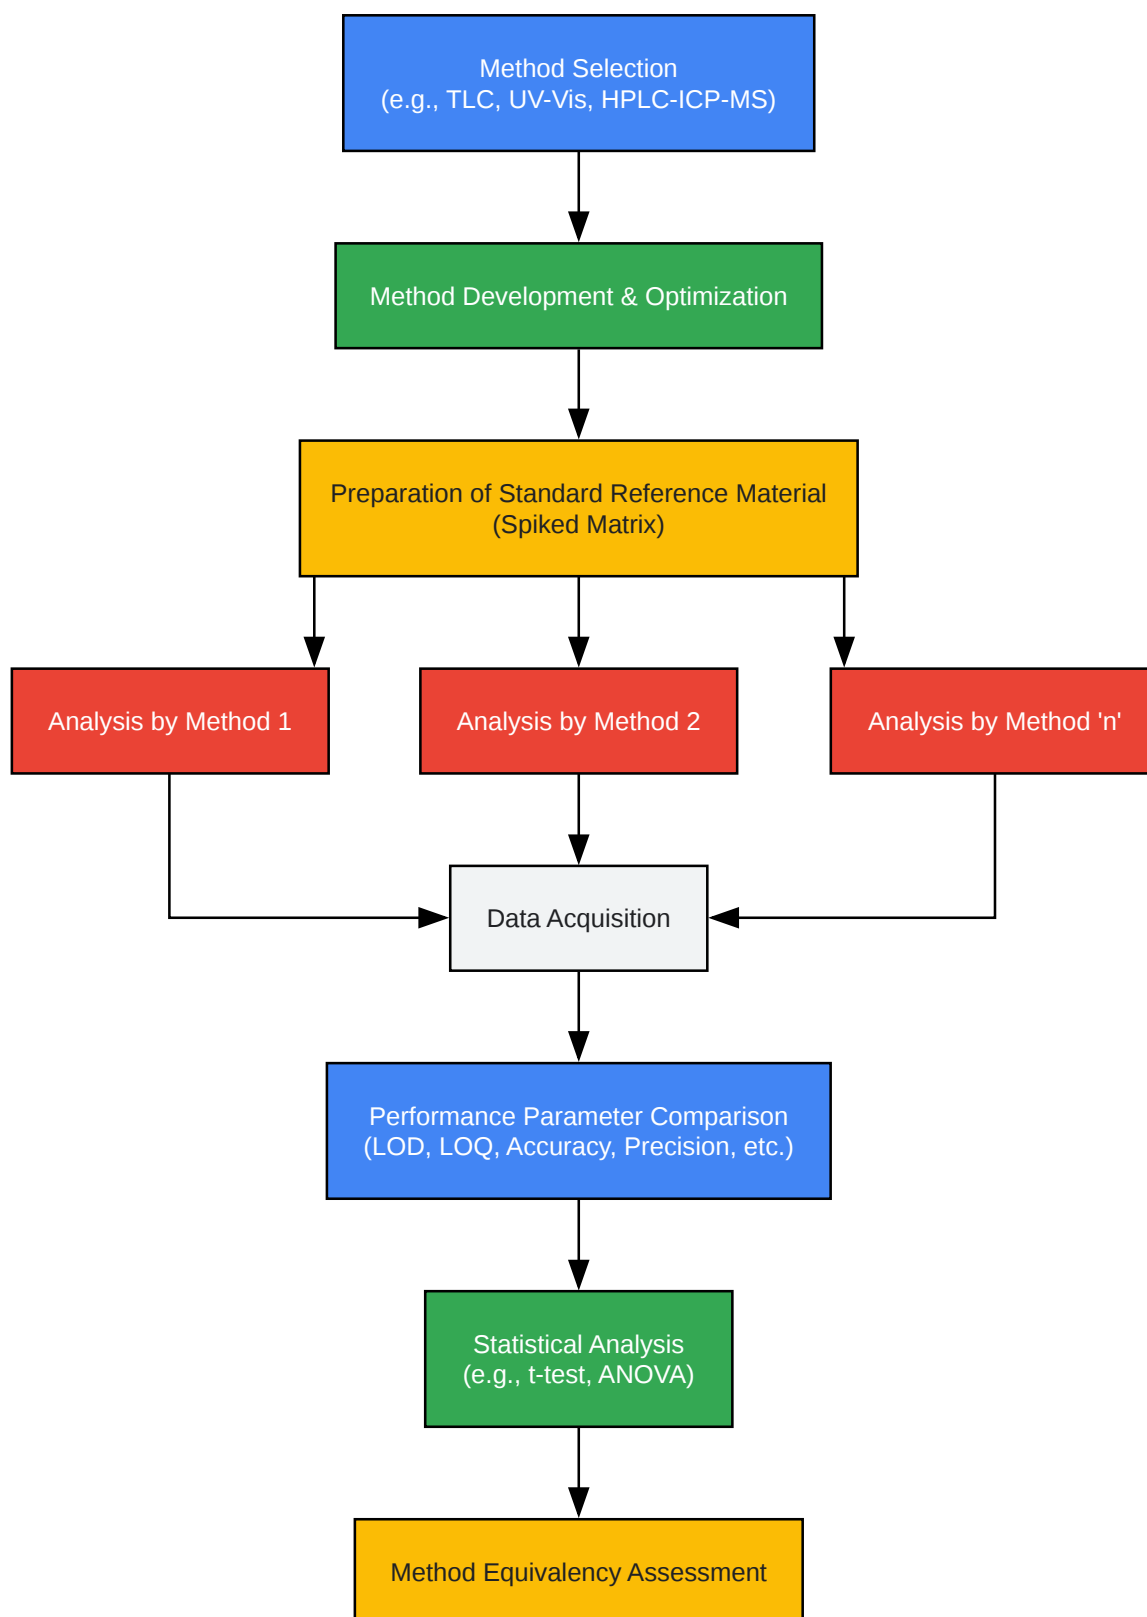 Method Selection
(e.g., TLC, UV-Vis, HPLC-ICP-MS)
Method Development & Optimization
Preparation of Standard Reference Material
(Spiked Matrix)
Analysis by Method 1
Analysis by Method 2
Analysis by Method 'n'
Data Acquisition
Performance Parameter Comparison
(LOD, LOQ, Accuracy, Precision, etc.)
Statistical Analysis
(e.g., t-test, ANOVA)
Method Equivalency Assessment